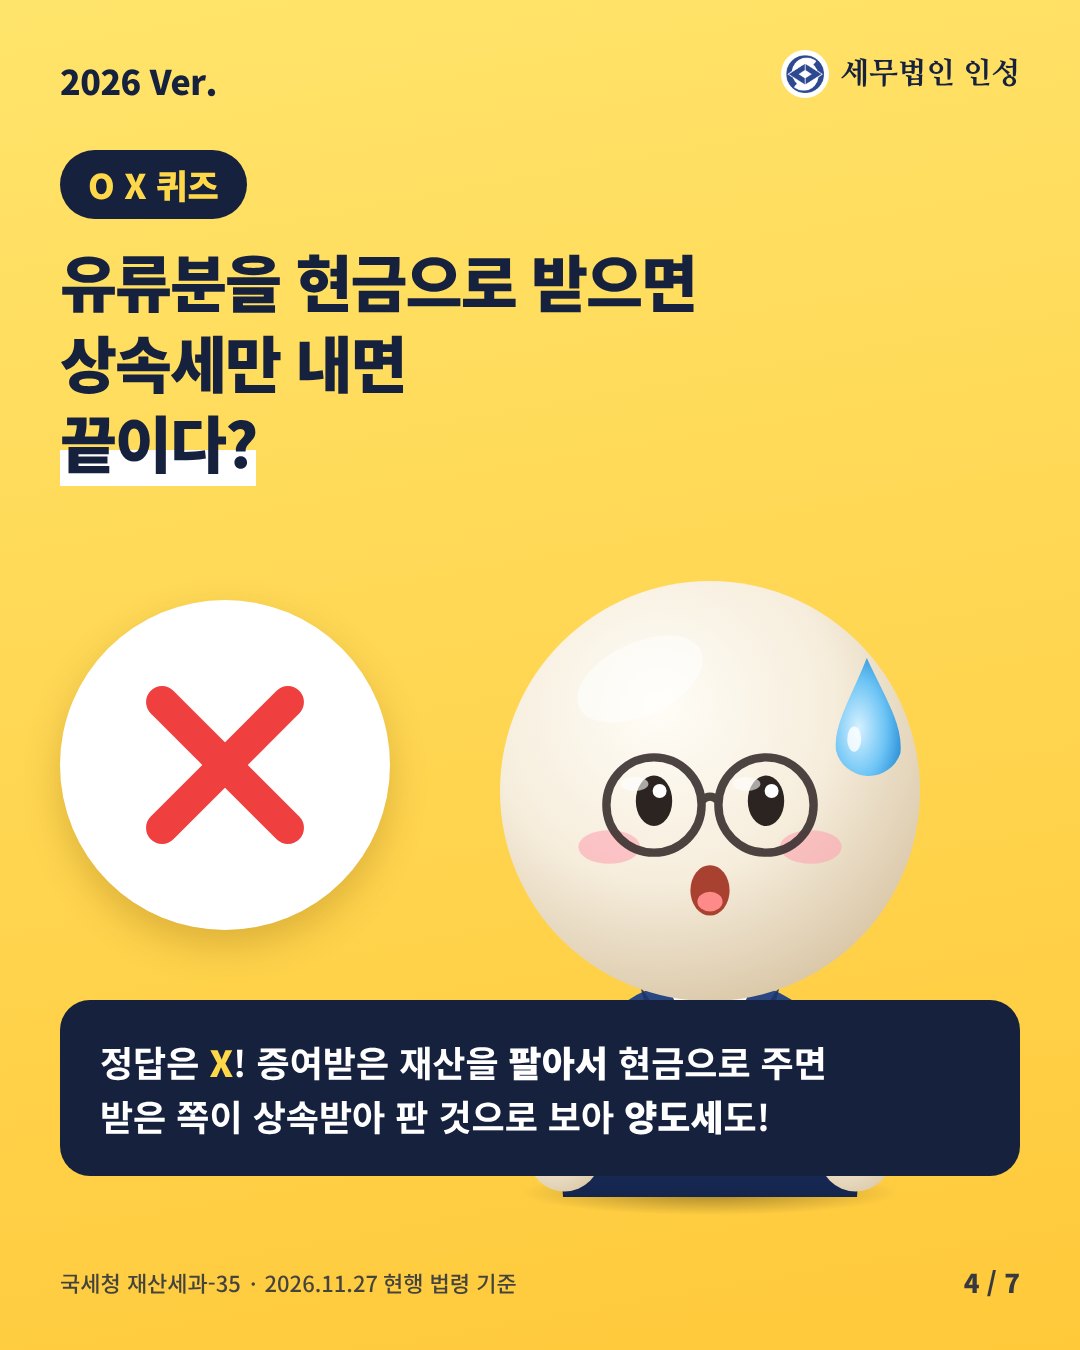 2026 Ver.
세무법인 인성
O X 퀴즈
유류분을 현금으로 받으면
상속세만 내면
끝이다?
정답은 X! 증여받은 재산을 팔아서 현금으로 주면
받은 쪽이 상속받아 판 것으로 보아 양도세도!
국세청 재산세과-35 · 2026.11.27 현행 법령 기준
4 / 7